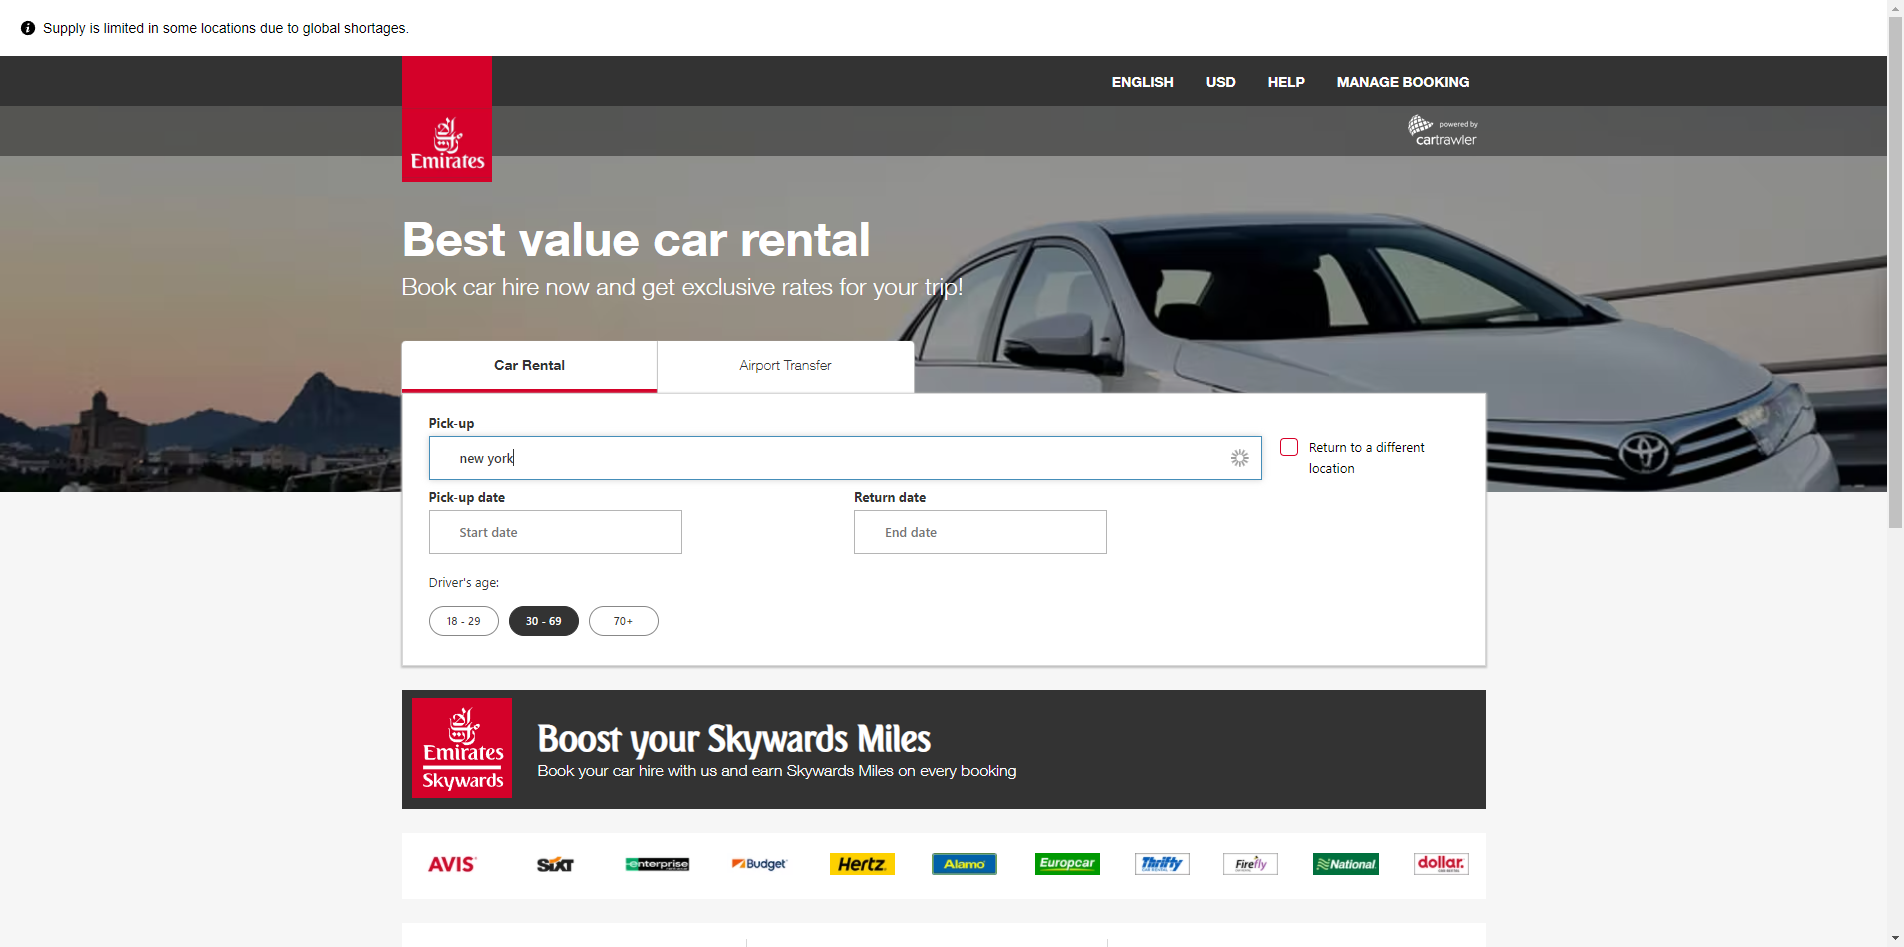 Supply is limited in some locations due to global shortages.
ENGLISH USD HELP MANAGE BOOKING
Emirates
powered by
cartrawler
Best value car rental
Book car hire now and get exclusive rates for your trip!
Car Rental Airport Transfer
Pick-up
new york
Return to a different
location
Pick-up date Return date
Start date End date
Driver's age:
18 - 29 30 - 69 70+
Emirates
Skywards
Boost your Skywards Miles
Book your car hire with us and earn Skywards Miles on every booking
AVIS SIXT enterprise Budget Hertz Alamo Europcar Thrifty Firefly National dollar.